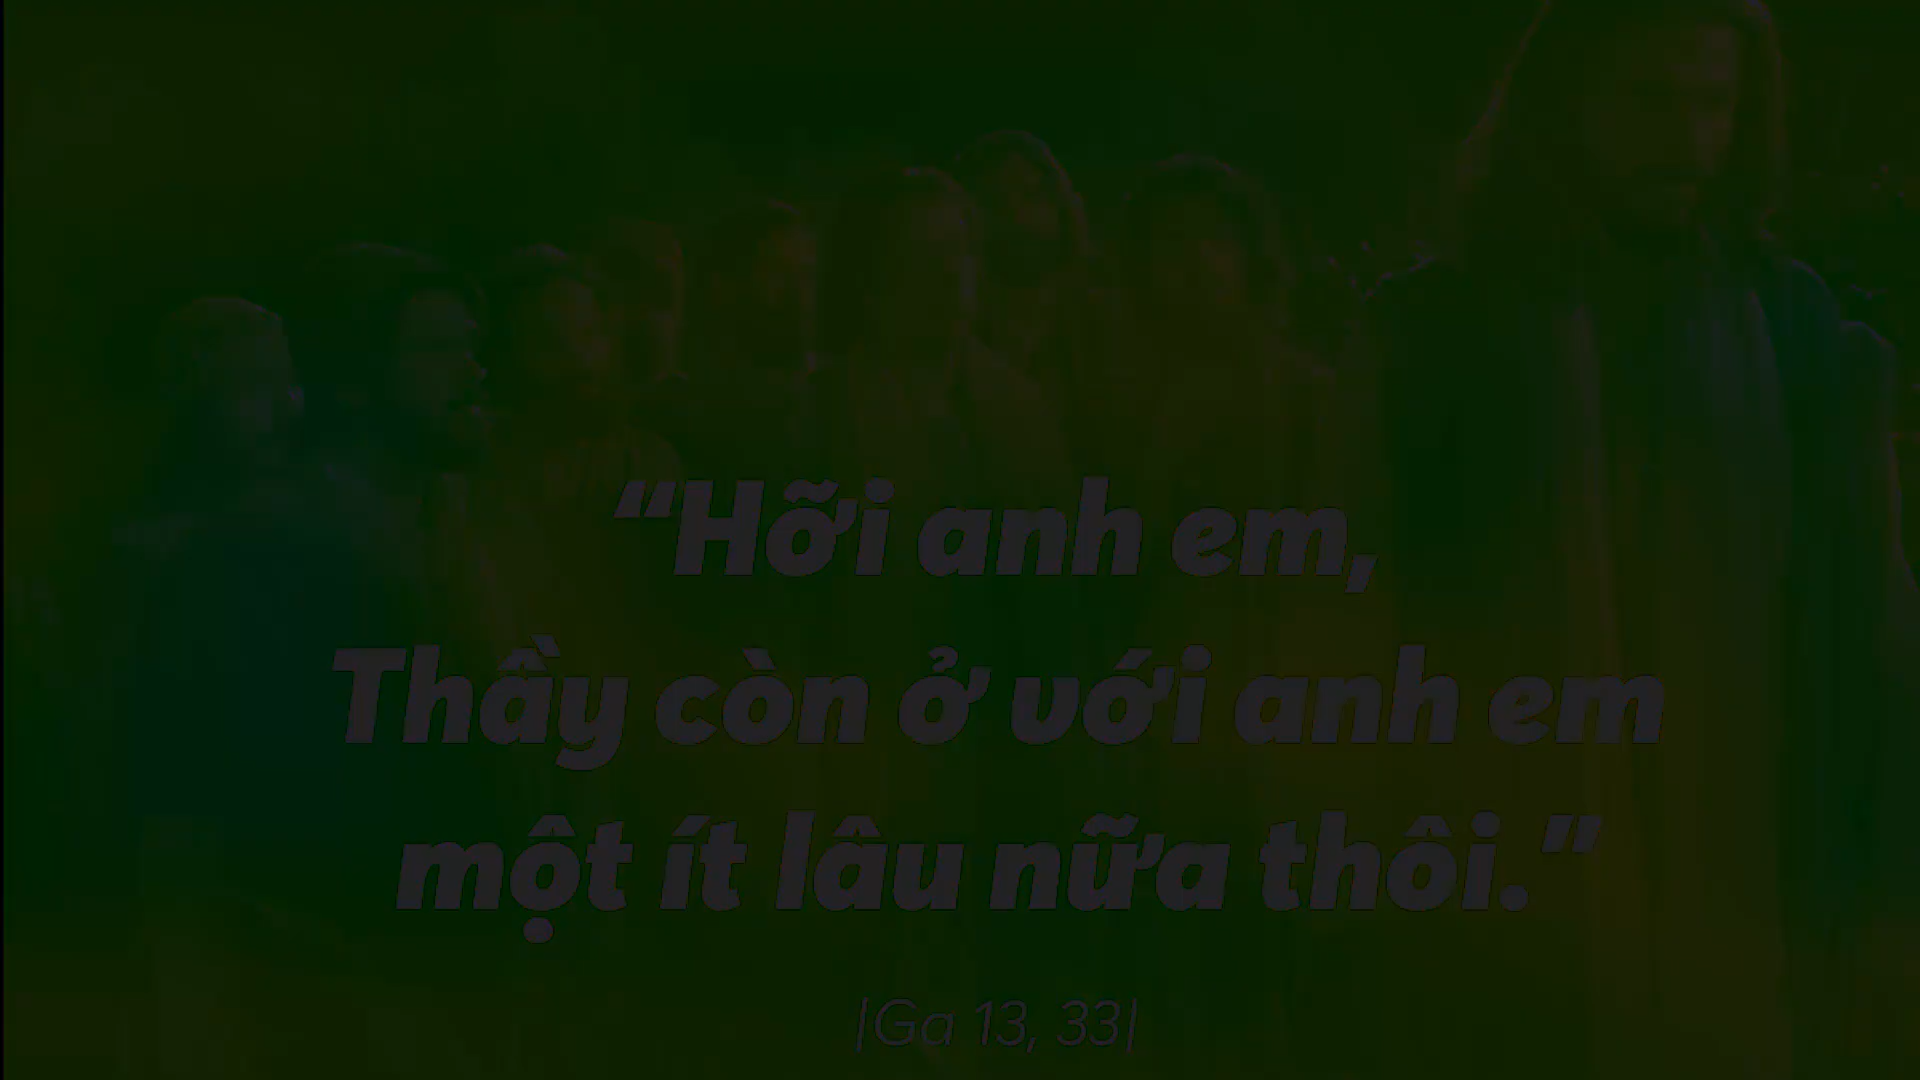 “Hỡi anh em,
Thầy còn ở với anh em
một ít lâu nữa thôi.”
|Ga 13, 33|